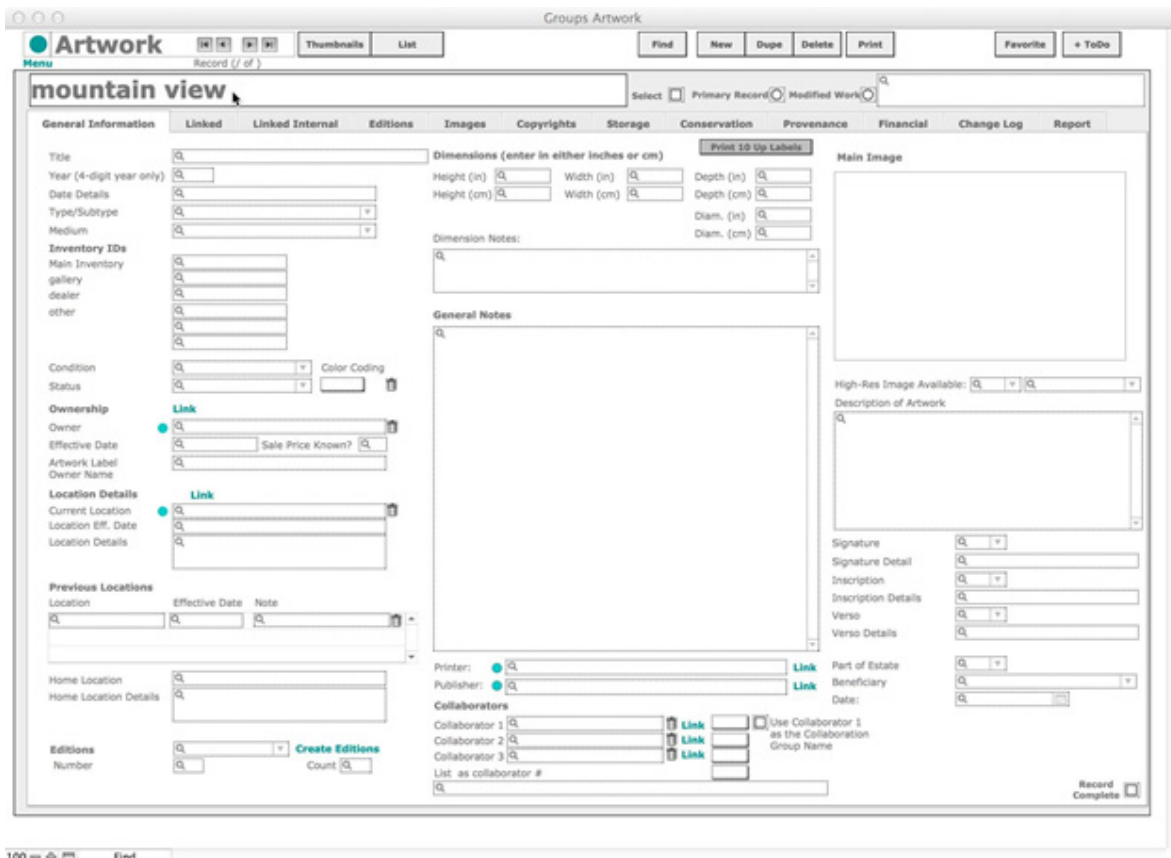 Groups Artwork
Artwork Thumbnails List Find New Dupe Delete Print Favorite + ToDo
Menu Record (/ of )
mountain view Select Primary Record Modified Work
General Information Linked Linked Internal Editions Images Copyrights Storage Conservation Provenance Financial Change Log Report
Print 10 Up Labels
Title Dimensions (enter in either inches or cm) Main Image
Year (4-digit year only) Height (in) Width (in) Depth (in)
Date Details Height (cm) Width (cm) Depth (cm)
Type/Subtype Diam. (in)
Medium Diam. (cm)
Dimension Notes:
Inventory IDs
Main Inventory
gallery
dealer
other
General Notes
Condition Color Coding
Status High-Res Image Available:
Description of Artwork
Ownership Link
Owner
Effective Date Sale Price Known?
Artwork Label
Owner Name
Location Details Link
Current Location
Location Eff. Date
Location Details
Signature
Signature Detail
Inscription
Inscription Details
Verso
Verso Details
Previous Locations
Location Effective Date Note
Printer: Link Part of Estate
Publisher: Link Beneficiary
Date:
Home Location
Home Location Details
Collaborators
Collaborator 1 Link Use Collaborator 1
Collaborator 2 Link as the Collaboration
Collaborator 3 Link Group Name
List as collaborator #
Editions Create Editions
Number Count
Record
Complete
100 Find